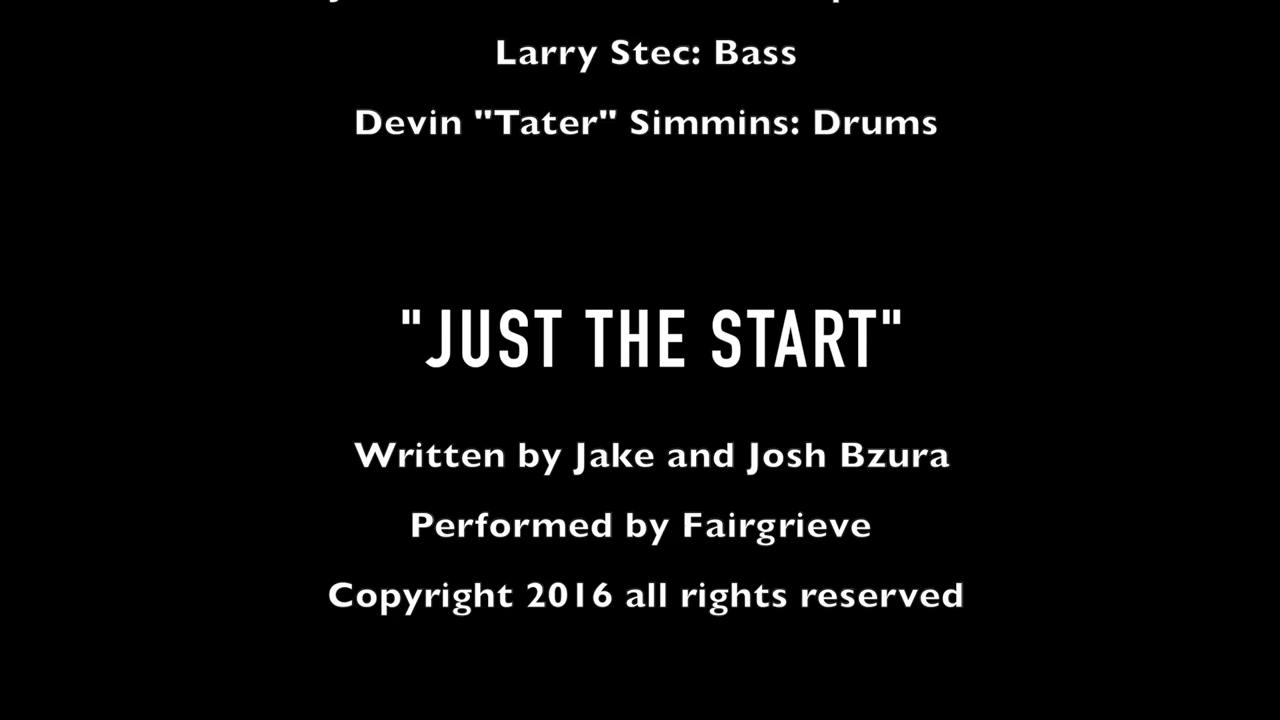 Larry Stec: Bass
Devin "Tater" Simmins: Drums
"JUST THE START"
Written by Jake and Josh Bzura
Performed by Fairgrieve
Copyright 2016 all rights reserved